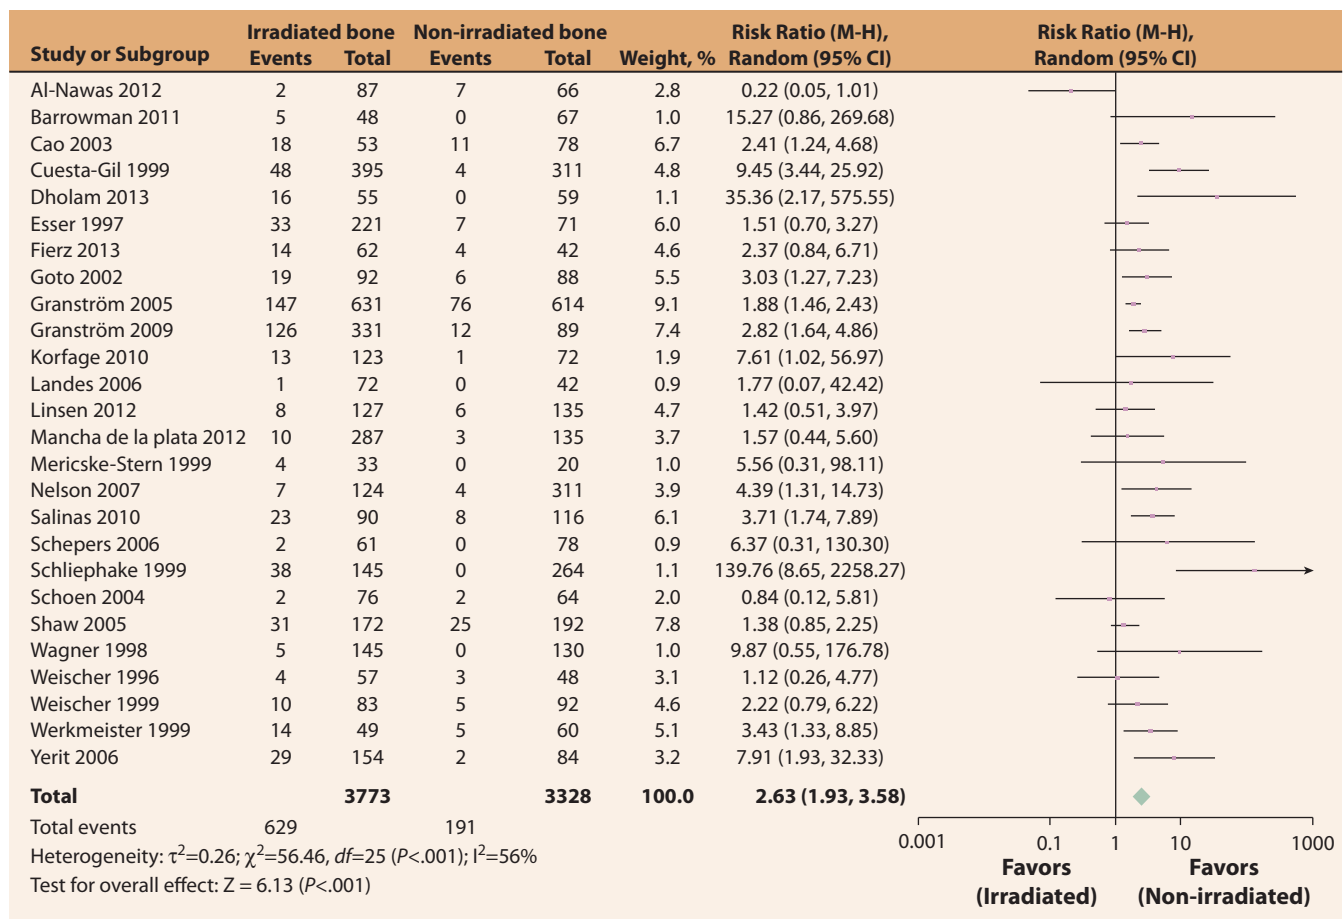 Irradiated bone Non-irradiated bone Risk Ratio (M-H), Risk Ratio (M-H),
Study or Subgroup Events Total Events Total Weight, % Random (95% CI) Random (95% CI)
Al-Nawas 2012 2 87 7 66 2.8 0.22 (0.05, 1.01)
Barrowman 2011 5 48 0 67 1.0 15.27 (0.86, 269.68)
Cao 2003 18 53 11 78 6.7 2.41 (1.24, 4.68)
Cuesta-Gil 1999 48 395 4 311 4.8 9.45 (3.44, 25.92)
Dholam 2013 16 55 0 59 1.1 35.36 (2.17, 575.55)
Esser 1997 33 221 7 71 6.0 1.51 (0.70, 3.27)
Fierz 2013 14 62 4 42 4.6 2.37 (0.84, 6.71)
Goto 2002 19 92 6 88 5.5 3.03 (1.27, 7.23)
Granström 2005 147 631 76 614 9.1 1.88 (1.46, 2.43)
Granström 2009 126 331 12 89 7.4 2.82 (1.64, 4.86)
Korfage 2010 13 123 1 72 1.9 7.61 (1.02, 56.97)
Landes 2006 1 72 0 42 0.9 1.77 (0.07, 42.42)
Linsen 2012 8 127 6 135 4.7 1.42 (0.51, 3.97)
Mancha de la plata 2012 10 287 3 135 3.7 1.57 (0.44, 5.60)
Mericske-Stern 1999 4 33 0 20 1.0 5.56 (0.31, 98.11)
Nelson 2007 7 124 4 311 3.9 4.39 (1.31, 14.73)
Salinas 2010 23 90 8 116 6.1 3.71 (1.74, 7.89)
Schepers 2006 2 61 0 78 0.9 6.37 (0.31, 130.30)
Schliephake 1999 38 145 0 264 1.1 139.76 (8.65, 2258.27)
Schoen 2004 2 76 2 64 2.0 0.84 (0.12, 5.81)
Shaw 2005 31 172 25 192 7.8 1.38 (0.85, 2.25)
Wagner 1998 5 145 0 130 1.0 9.87 (0.55, 176.78)
Weischer 1996 4 57 3 48 3.1 1.12 (0.26, 4.77)
Weischer 1999 10 83 5 92 4.6 2.22 (0.79, 6.22)
Werkmeister 1999 14 49 5 60 5.1 3.43 (1.33, 8.85)
Yerit 2006 29 154 2 84 3.2 7.91 (1.93, 32.33)
Total 3773 3328 100.0 2.63 (1.93, 3.58)
Total events 629 191
Heterogeneity: τ²=0.26; χ²=56.46, df=25 (P<.001); I²=56%
Test for overall effect: Z = 6.13 (P<.001)
0.001 0.1 1 10 1000
Favors Favors
(Irradiated) (Non-irradiated)